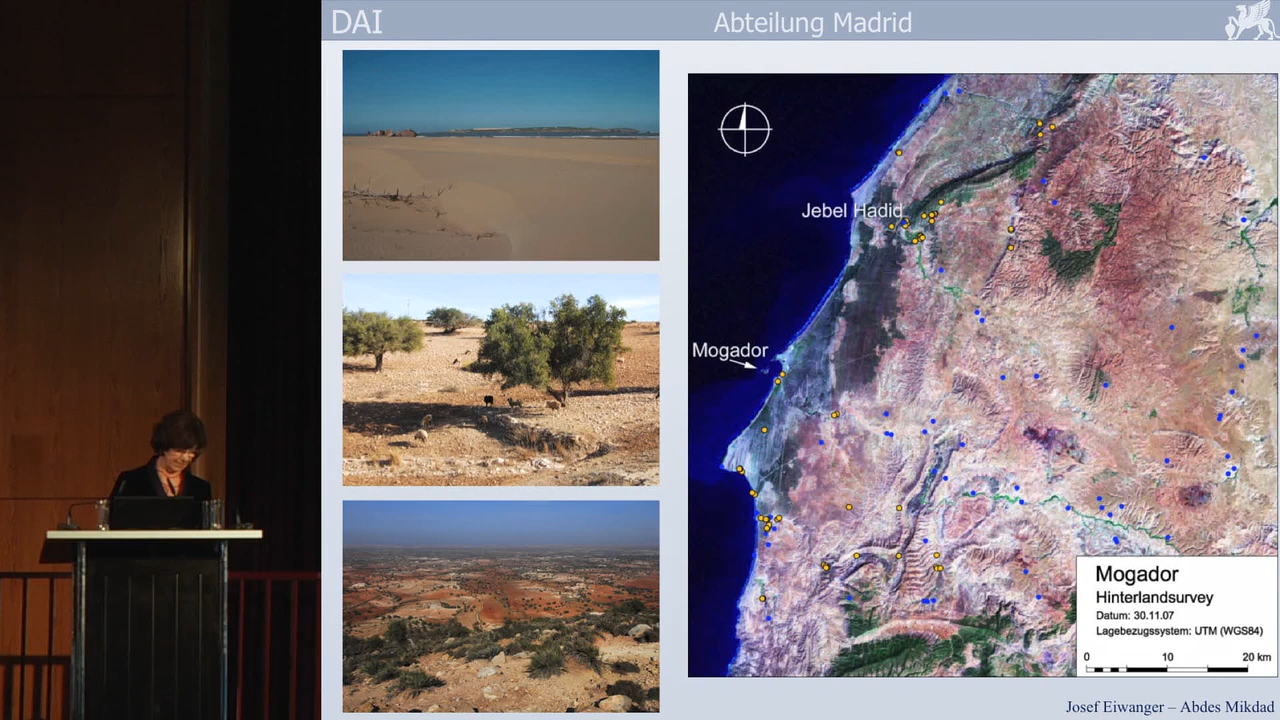 DAI
Abteilung Madrid
Jebel Hadid
Mogador
Mogador
Hinterlandsurvey
Datum: 30.11.07
Lagebezugssystem: UTM (WGS84)
0 10 20 km
Josef Eiwanger – Abdes Mikdad